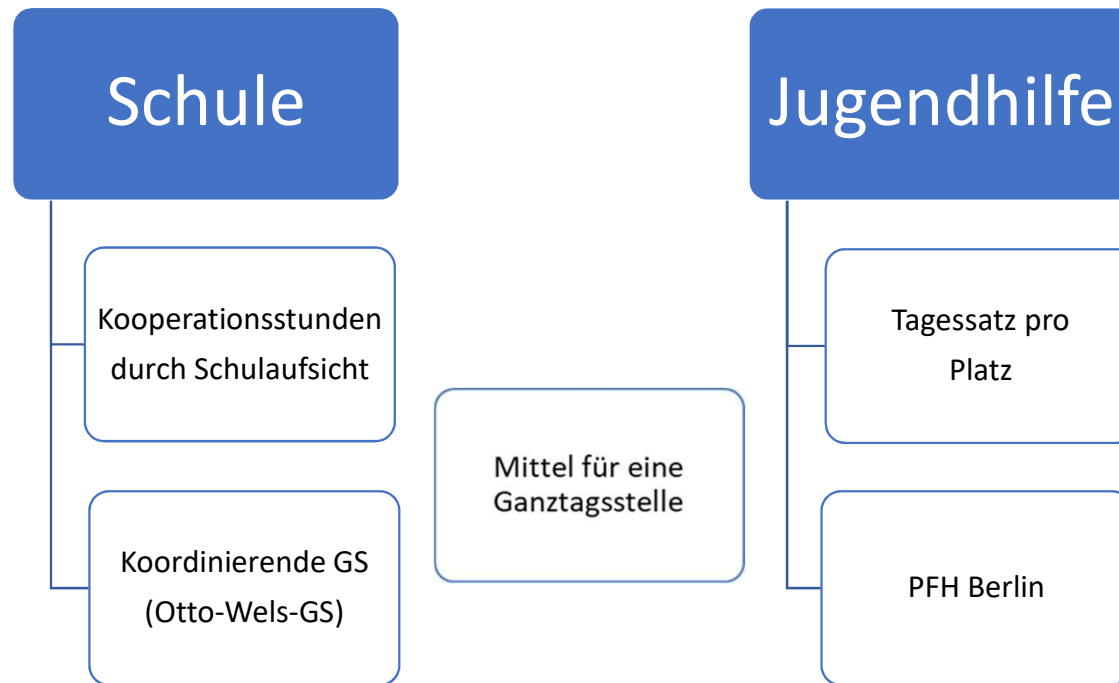 Schule
Kooperationsstunden
durch Schulaufsicht
Koordinierende GS
(Otto-Wels-GS)
Mittel für eine
Ganztagsstelle
Jugendhilfe
Tagessatz pro
Platz
PFH Berlin